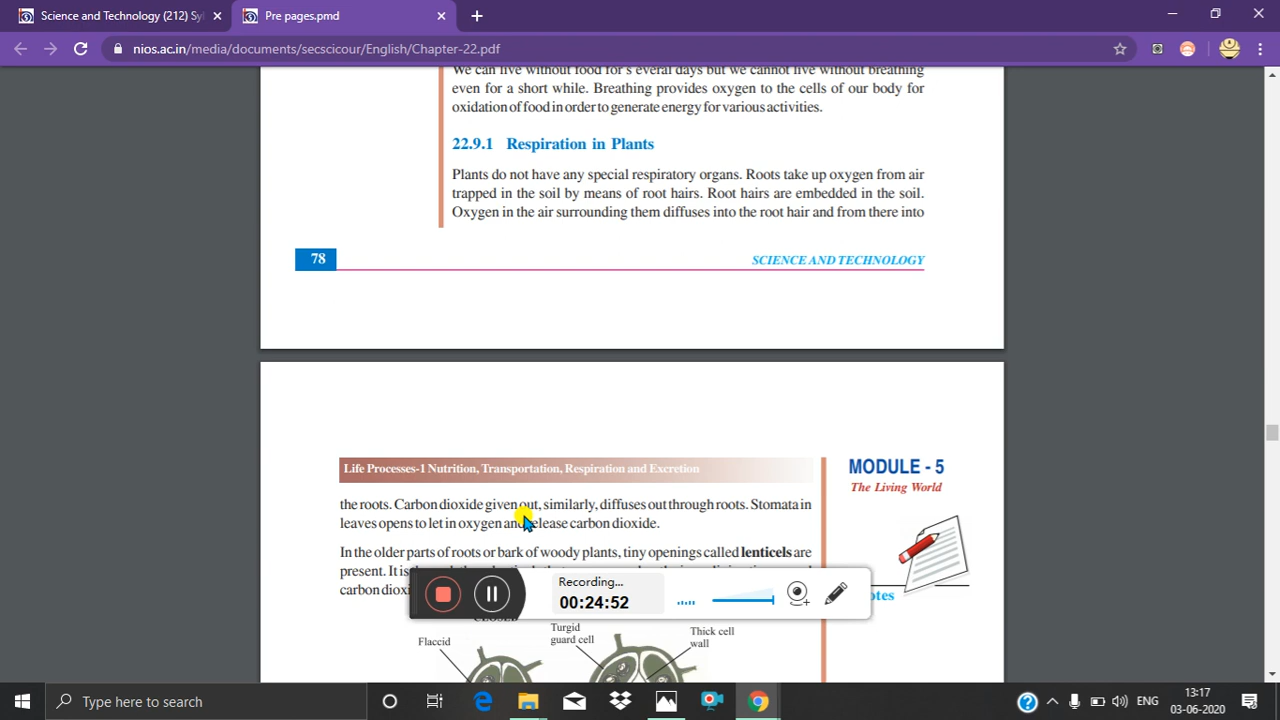 Science and Technology (212) Syl
Pre pages.pmd
nios.ac.in/media/documents/secscicour/English/Chapter-22.pdf
We can live without food for's everal days but we cannot live without breathing
even for a short while. Breathing provides oxygen to the cells of our body for
oxidation of food in order to generate energy for various activities.
22.9.1 Respiration in Plants
Plants do not have any special respiratory organs. Roots take up oxygen from air
trapped in the soil by means of root hairs. Root hairs are embedded in the soil.
Oxygen in the air surrounding them diffuses into the root hair and from there into
78
SCIENCE AND TECHNOLOGY
Life Processes-1 Nutrition, Transportation, Respiration and Excretion
MODULE - 5
The Living World
the roots. Carbon dioxide given out, similarly, diffuses out through roots. Stomata in
leaves opens to let in oxygen and release carbon dioxide.
In the older parts of roots or bark of woody plants, tiny openings called lenticels are
present. It is
carbon dioxi
Recording...
00:24:52
otes
Flaccid
Turgid
guard cell
Thick cell
wall
Type here to search
ENG
13:17
03-06-2020